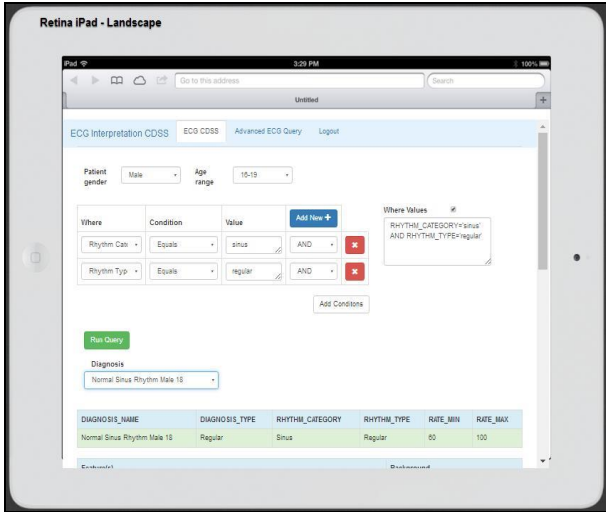 Retina iPad - Landscape
iPad 3:29 PM 100%
Go to this address Search
Untitled
ECG Interpretation CDSS ECG CDSS Advanced ECG Query Logout
Patient gender Male Age range 16-19
Where Condition Value Add New + Where Values
Rhythm Cat Equals sinus AND
RHYTHM_CATEGORY='sinus'
AND RHYTHM_TYPE='regular'
Rhythm Typ Equals regular AND
Add Conditons
Run Query
Diagnosis
Normal Sinus Rhythm Male 18
DIAGNOSIS_NAME DIAGNOSIS_TYPE RHYTHM_CATEGORY RHYTHM_TYPE RATE_MIN RATE_MAX
Normal Sinus Rhythm Male 18 Regular Sinus Regular 60 100
Feature(s) Background